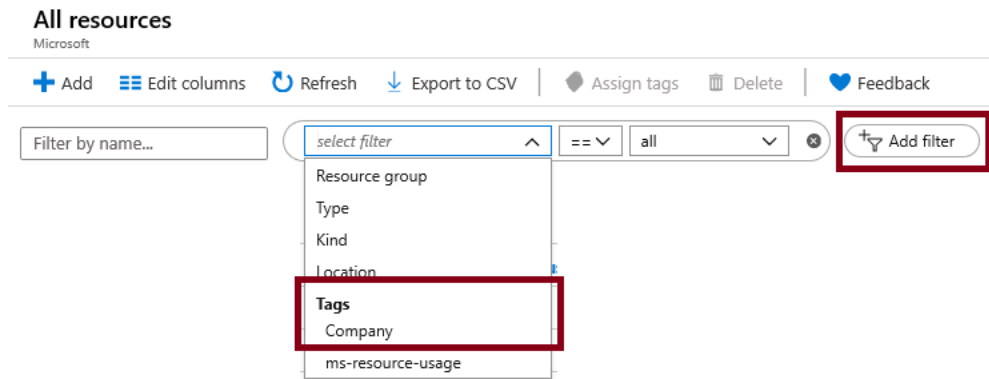 All resources
Microsoft
Add Edit columns Refresh Export to CSV Assign tags Delete Feedback
Filter by name... select filter == all Add filter
Resource group
Type
Kind
Location
Tags
Company
ms-resource-usage